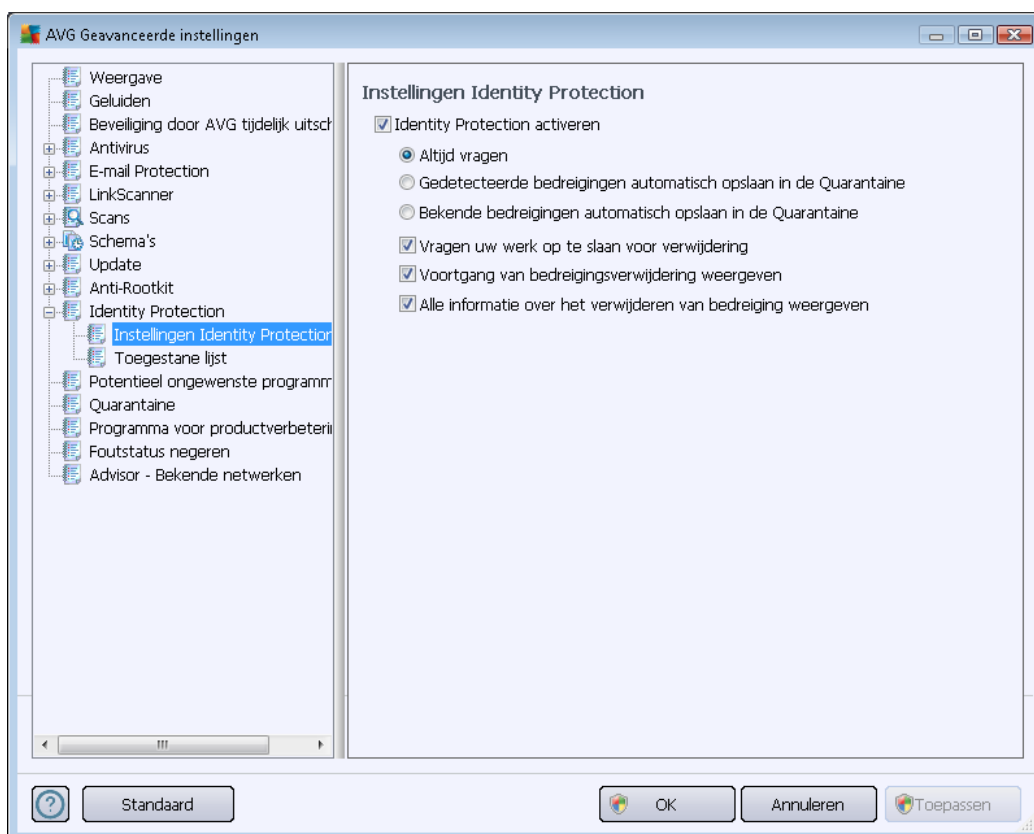 AVG Geavanceerde instellingen
Weergave
Geluiden
Beveiliging door AVG tijdelijk uitsch
Antivirus
E-mail Protection
LinkScanner
Scans
Schema's
Update
Anti-Rootkit
Identity Protection
Instellingen Identity Protection
Toegestane lijst
Potentieel ongewenste programm
Quarantaine
Programma voor productverbeterin
Foutstatus negeren
Advisor - Bekende netwerken
Instellingen Identity Protection
Identity Protection activeren
Altijd vragen
Gedetecteerde bedreigingen automatisch opslaan in de Quarantaine
Bekende bedreigingen automatisch opslaan in de Quarantaine
Vragen uw werk op te slaan voor verwijdering
Voortgang van bedreigingsverwijdering weergeven
Alle informatie over het verwijderen van bedreiging weergeven
?
Standaard
OK
Annuleren
Toepassen